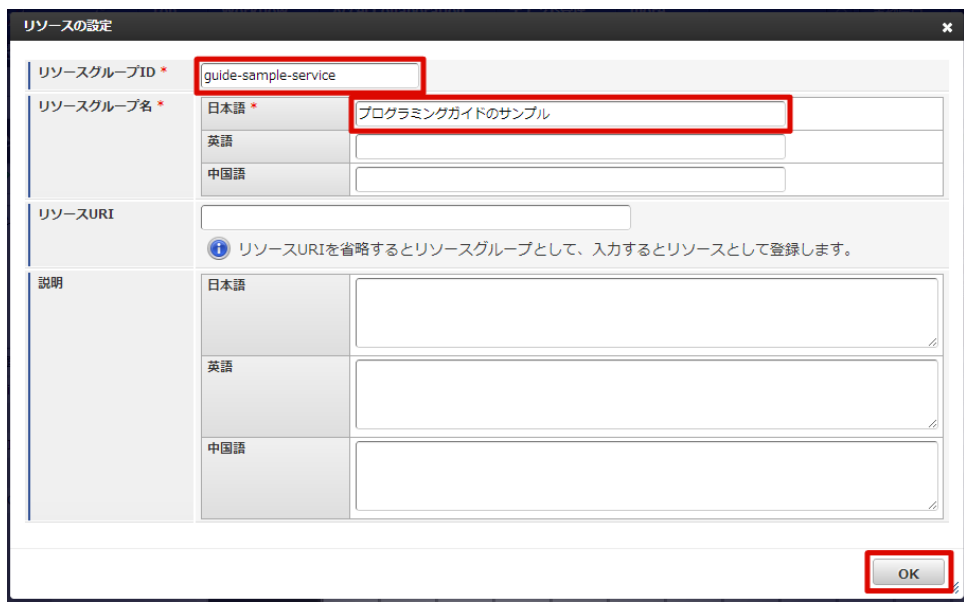 リソースの設定
リソースグループID *
guide-sample-service
リソースグループ名 *
日本語 *
プログラミングガイドのサンプル
英語
中国語
リソースURI
リソースURIを省略するとリソースグループとして、入力するとリソースとして登録します。
説明
日本語
英語
中国語
OK